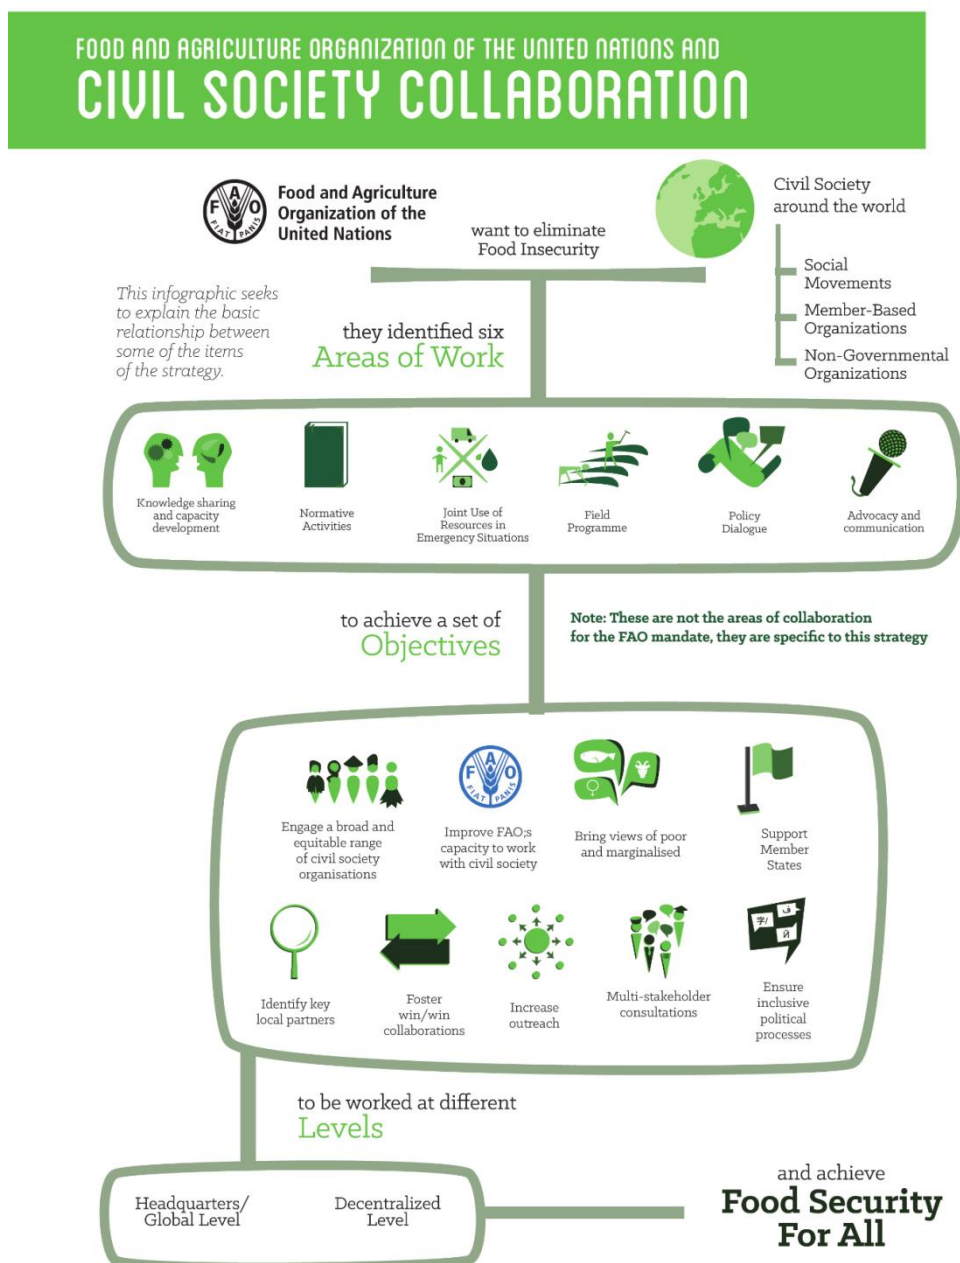 FOOD AND AGRICULTURE ORGANIZATION OF THE UNITED NATIONS AND
CIVIL SOCIETY COLLABORATION
F A O
FIAT PANIS
Food and Agriculture
Organization of the
United Nations
want to eliminate
Food Insecurity
Civil Society
around the world
Social
Movements
Member-Based
Organizations
Non-Governmental
Organizations
This infographic seeks
to explain the basic
relationship between
some of the items
of the strategy.
they identified six
Areas of Work
Knowledge sharing
and capacity
development
Normative
Activities
Joint Use of
Resources in
Emergency Situations
Field
Programme
Policy
Dialogue
Advocacy and
communication
to achieve a set of
Objectives
Note: These are not the areas of collaboration
for the FAO mandate, they are specific to this strategy
Engage a broad and
equitable range
of civil society
organisations
F A O
FIAT PANIS
Improve FAO;s
capacity to work
with civil society
Bring views of poor
and marginalised
Support
Member
States
Identify key
local partners
Foster
win/win
collaborations
Increase
outreach
Multi-stakeholder
consultations
字/
ف
й
Ensure
inclusive
political
processes
to be worked at different
Levels
Headquarters/
Global Level
Decentralized
Level
and achieve
Food Security
For All